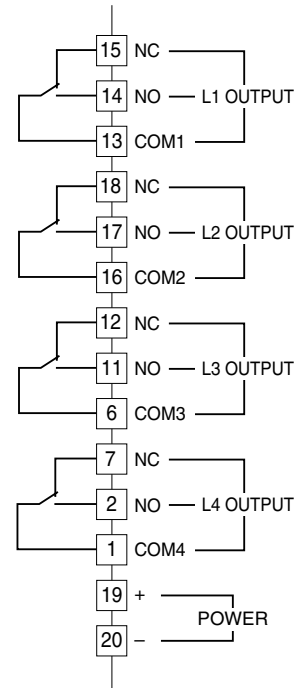 15 NC
14 NO L1 OUTPUT
13 COM1
18 NC
17 NO L2 OUTPUT
16 COM2
12 NC
11 NO L3 OUTPUT
6 COM3
7 NC
2 NO L4 OUTPUT
1 COM4
19 +
POWER
20 –